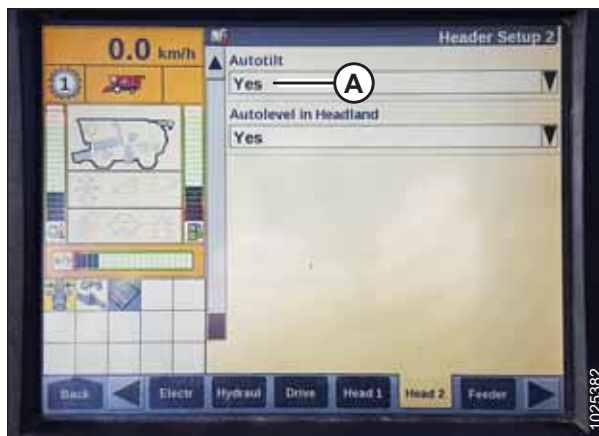 0.0 km/h
Header Setup 2
1
Autotilt
Yes
A
Autolevel in Headland
Yes
Back
Electr
Hydraul
Drive
Head 1
Head 2
Feeder
1025382